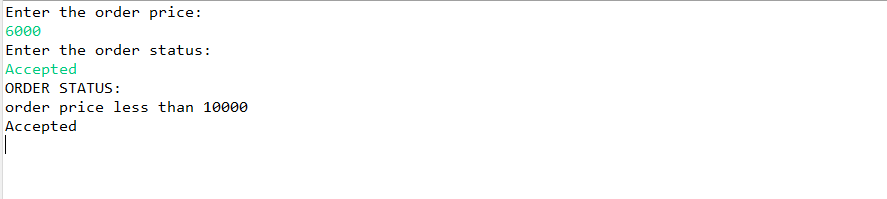 Enter the order price:
6000
Enter the order status:
Accepted
ORDER STATUS:
order price less than 10000
Accepted